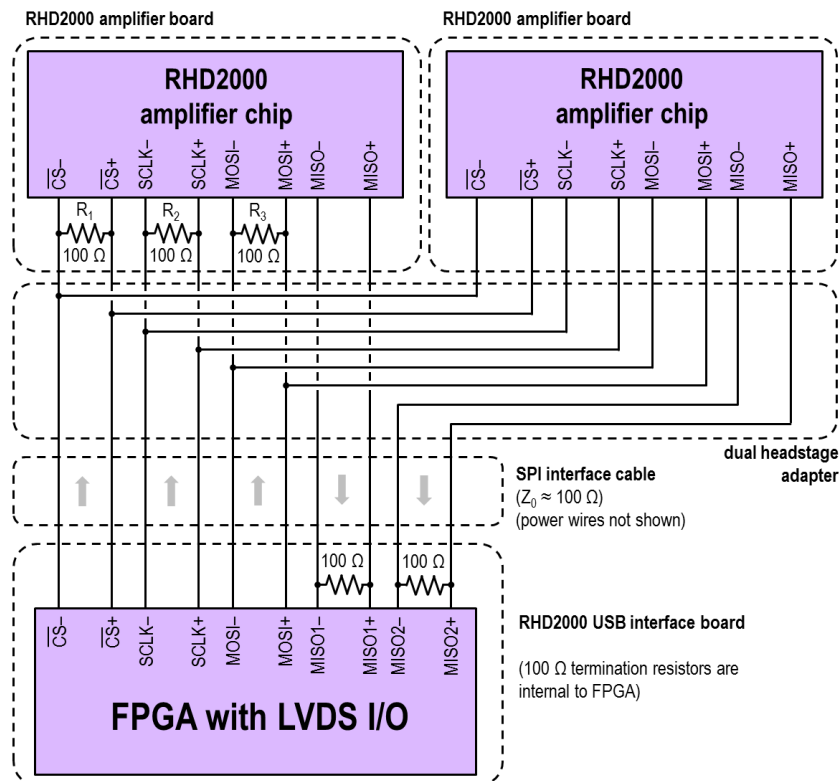 RHD2000 amplifier board
RHD2000 amplifier board
RHD2000
amplifier chip
RHD2000
amplifier chip
CS̅–
CS̅+
SCLK–
SCLK+
MOSI–
MOSI+
MISO–
MISO+
CS̅–
CS̅+
SCLK–
SCLK+
MOSI–
MOSI+
MISO–
MISO+
R₁
R₂
R₃
100 Ω
100 Ω
100 Ω
dual headstage
adapter
SPI interface cable
(Z₀ ≈ 100 Ω)
(power wires not shown)
100 Ω
100 Ω
CS̅–
CS̅+
SCLK–
SCLK+
MOSI–
MOSI+
MISO1–
MISO1+
MISO2–
MISO2+
RHD2000 USB interface board
(100 Ω termination resistors are
internal to FPGA)
FPGA with LVDS I/O